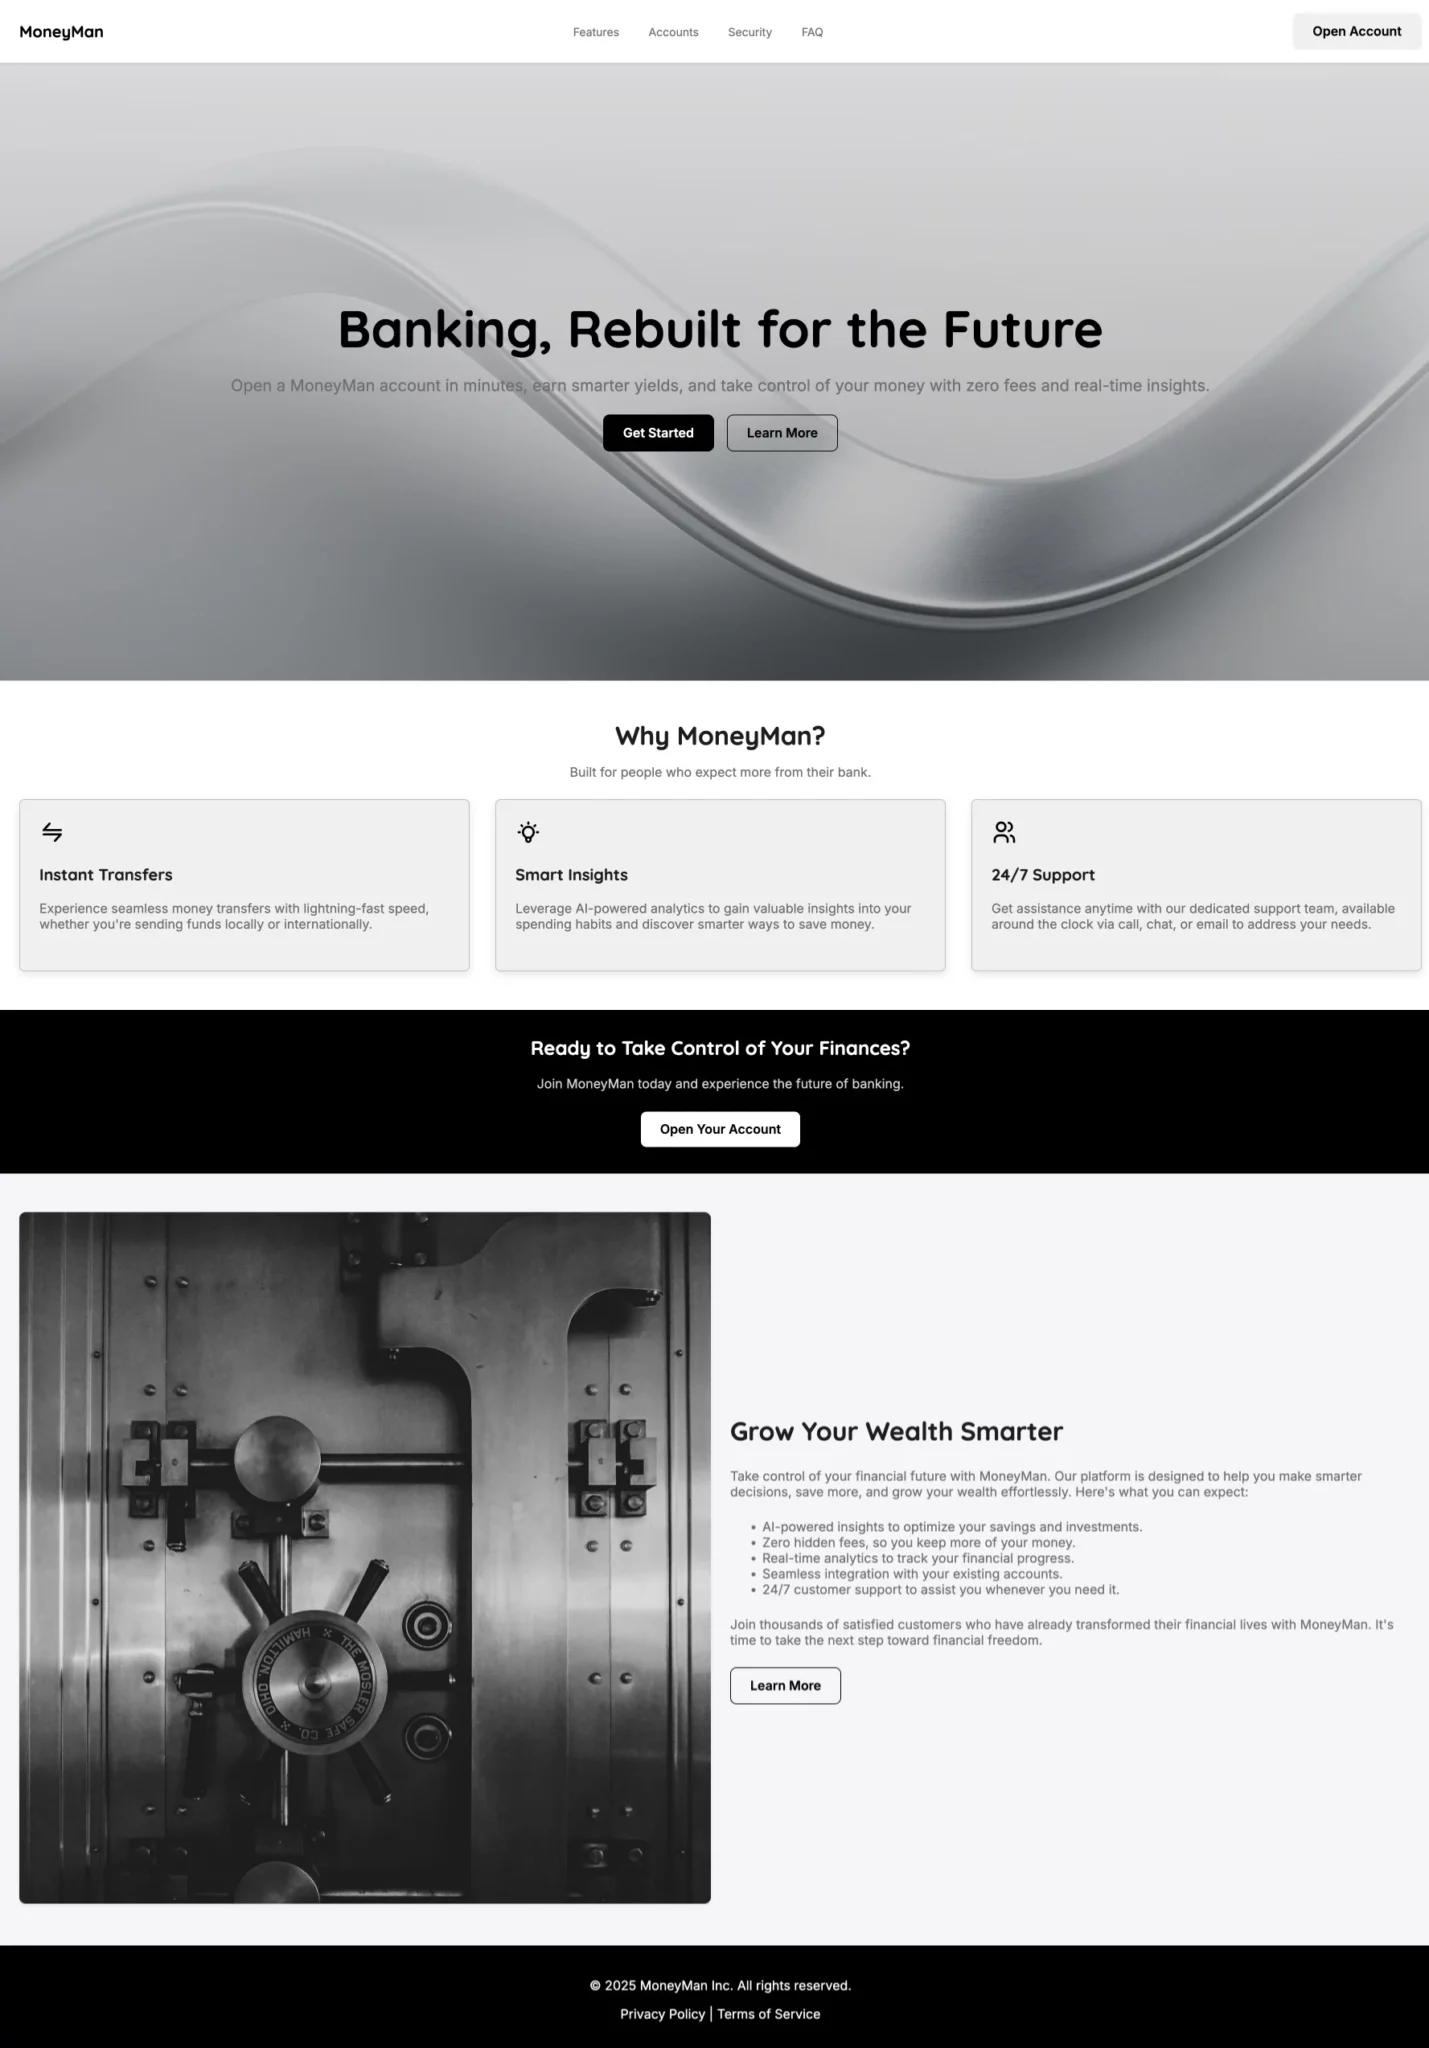 MoneyMan
Features
Accounts
Security
FAQ
Open Account
Banking, Rebuilt for the Future
Open a MoneyMan account in minutes, earn smarter yields, and take control of your money with zero fees and real-time insights.
Get Started
Learn More
Why MoneyMan?
Built for people who expect more from their bank.
Instant Transfers
Experience seamless money transfers with lightning-fast speed,
whether you're sending funds locally or internationally.
Smart Insights
Leverage AI-powered analytics to gain valuable insights into your
spending habits and discover smarter ways to save money.
24/7 Support
Get assistance anytime with our dedicated support team, available
around the clock via call, chat, or email to address your needs.
Ready to Take Control of Your Finances?
Join MoneyMan today and experience the future of banking.
Open Your Account
THE MOSLER SAFE CO.
HAMILTON, OHIO
Grow Your Wealth Smarter
Take control of your financial future with MoneyMan. Our platform is designed to help you make smarter
decisions, save more, and grow your wealth effortlessly. Here's what you can expect:
• AI-powered insights to optimize your savings and investments.
• Zero hidden fees, so you keep more of your money.
• Real-time analytics to track your financial progress.
• Seamless integration with your existing accounts.
• 24/7 customer support to assist you whenever you need it.
Join thousands of satisfied customers who have already transformed their financial lives with MoneyMan. It's
time to take the next step toward financial freedom.
Learn More
© 2025 MoneyMan Inc. All rights reserved.
Privacy Policy | Terms of Service